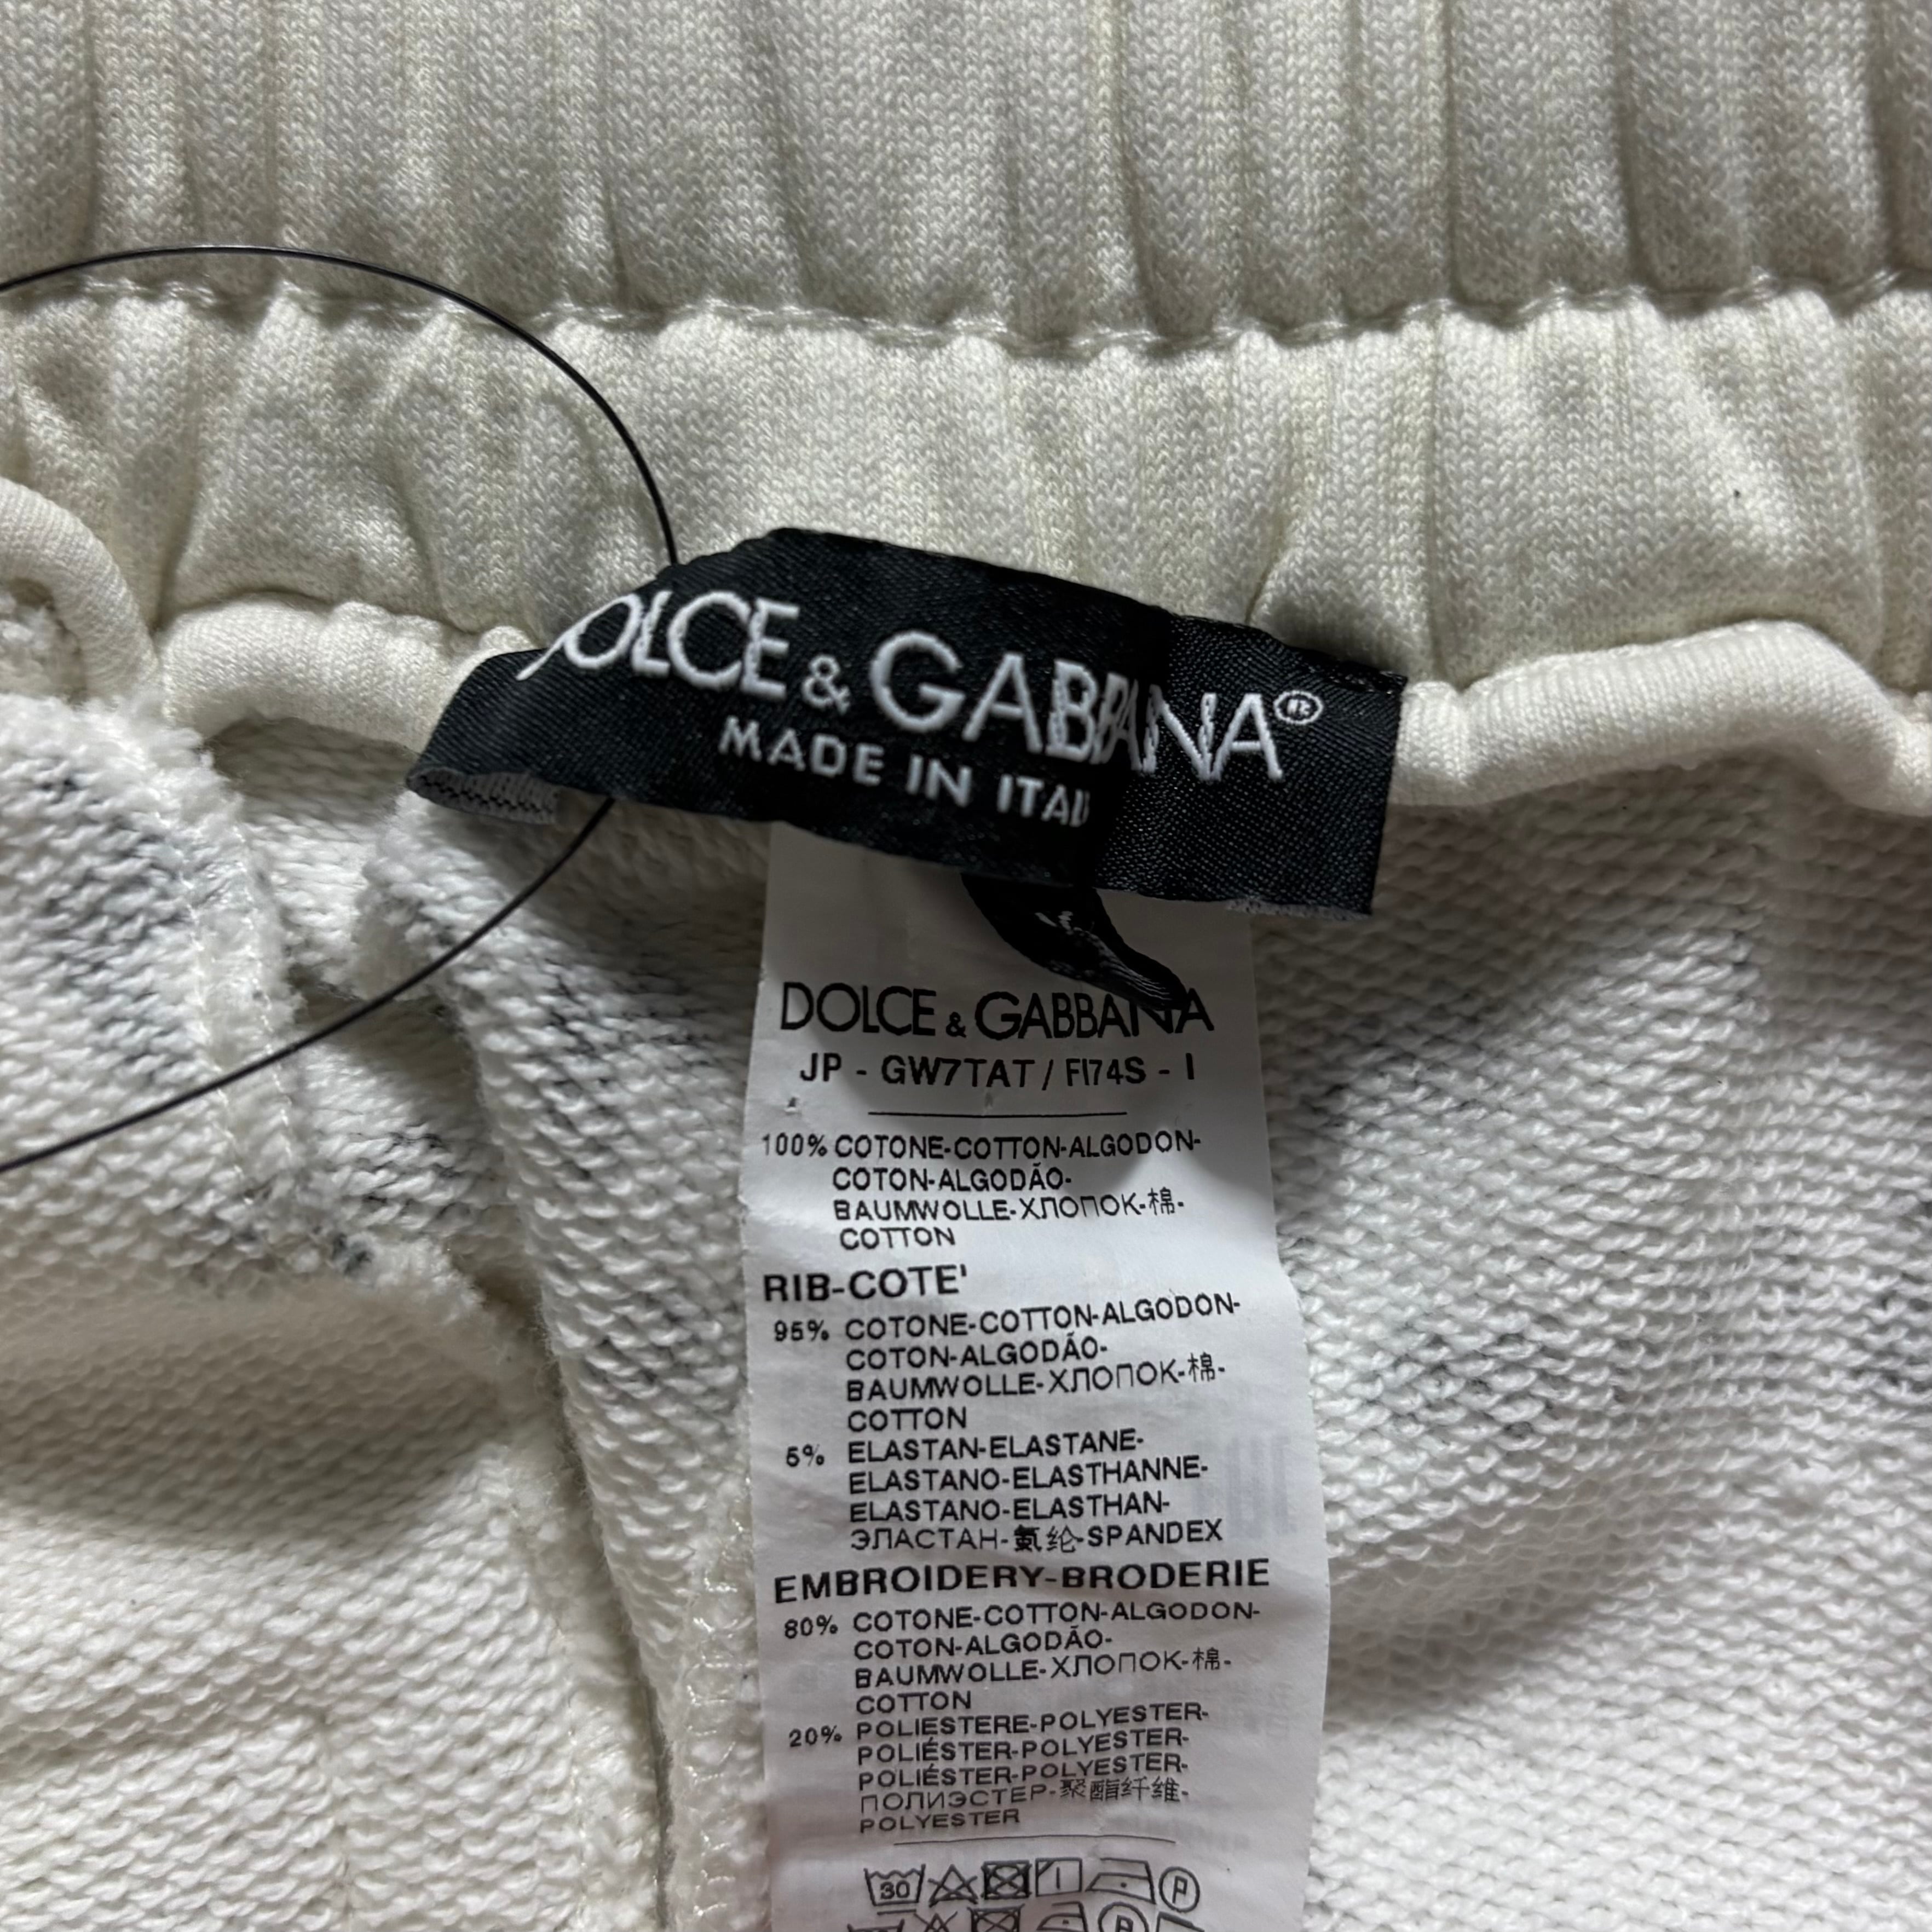 DOLCE & GABBANA®
MADE IN ITALY
DOLCE & GABBANA
JP - GW7TAT / FI74S - I
100% COTONE-COTTON-ALGODON-
COTON-ALGODÃO-
BAUMWOLLE-ХЛОПОК-棉-
COTTON
RIB-COTE'
95% COTONE-COTTON-ALGODON-
COTON-ALGODÃO-
BAUMWOLLE-ХЛОПОК-棉-
COTTON
5% ELASTAN-ELASTANE-
ELASTANO-ELASTHANNE-
ELASTANO-ELASTHAN-
ЭЛАСТАН-氨纶-SPANDEX
EMBROIDERY-BRODERIE
80% COTONE-COTTON-ALGODON-
COTON-ALGODÃO-
BAUMWOLLE-ХЛОПОК-棉-
COTTON
20% POLIESTERE-POLYESTER-
POLIÉSTER-POLYESTER-
POLIÉSTER-POLYESTER-
ПОЛИЭСТЕР-聚酯纤维-
POLYESTER
30 P
P